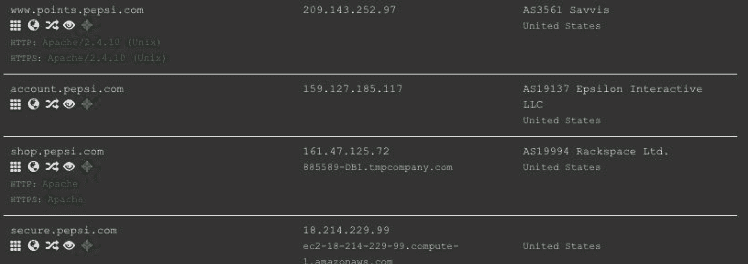 www.points.pepsi.com 209.143.252.97 AS3561 Savvis
United States
HTTP: Apache/2.4.10 (Unix)
HTTPS: Apache/2.4.10 (Unix)
account.pepsi.com 159.127.185.117 AS19137 Epsilon Interactive
LLC
United States
shop.pepsi.com 161.47.125.72 AS19994 Rackspace Ltd.
885589-DB1.tmpcompany.com United States
HTTP: Apache
HTTPS: Apache
secure.pepsi.com 18.214.229.99
ec2-18-214-229-99.compute- United States
1.amazonaws.com